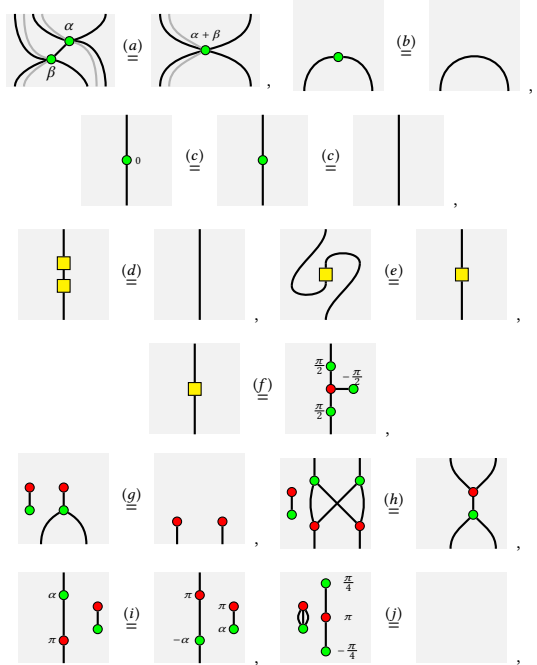 α (a) = α + β (b) =
β , ,
0 (c) = (c) = ,
(d) = , (e) = ,
(f) = π/2 -π/2 π/2 ,
(g) = , (h) = ,
α π (i) = π -α π α , π/4 π -π/4 (j) = ,